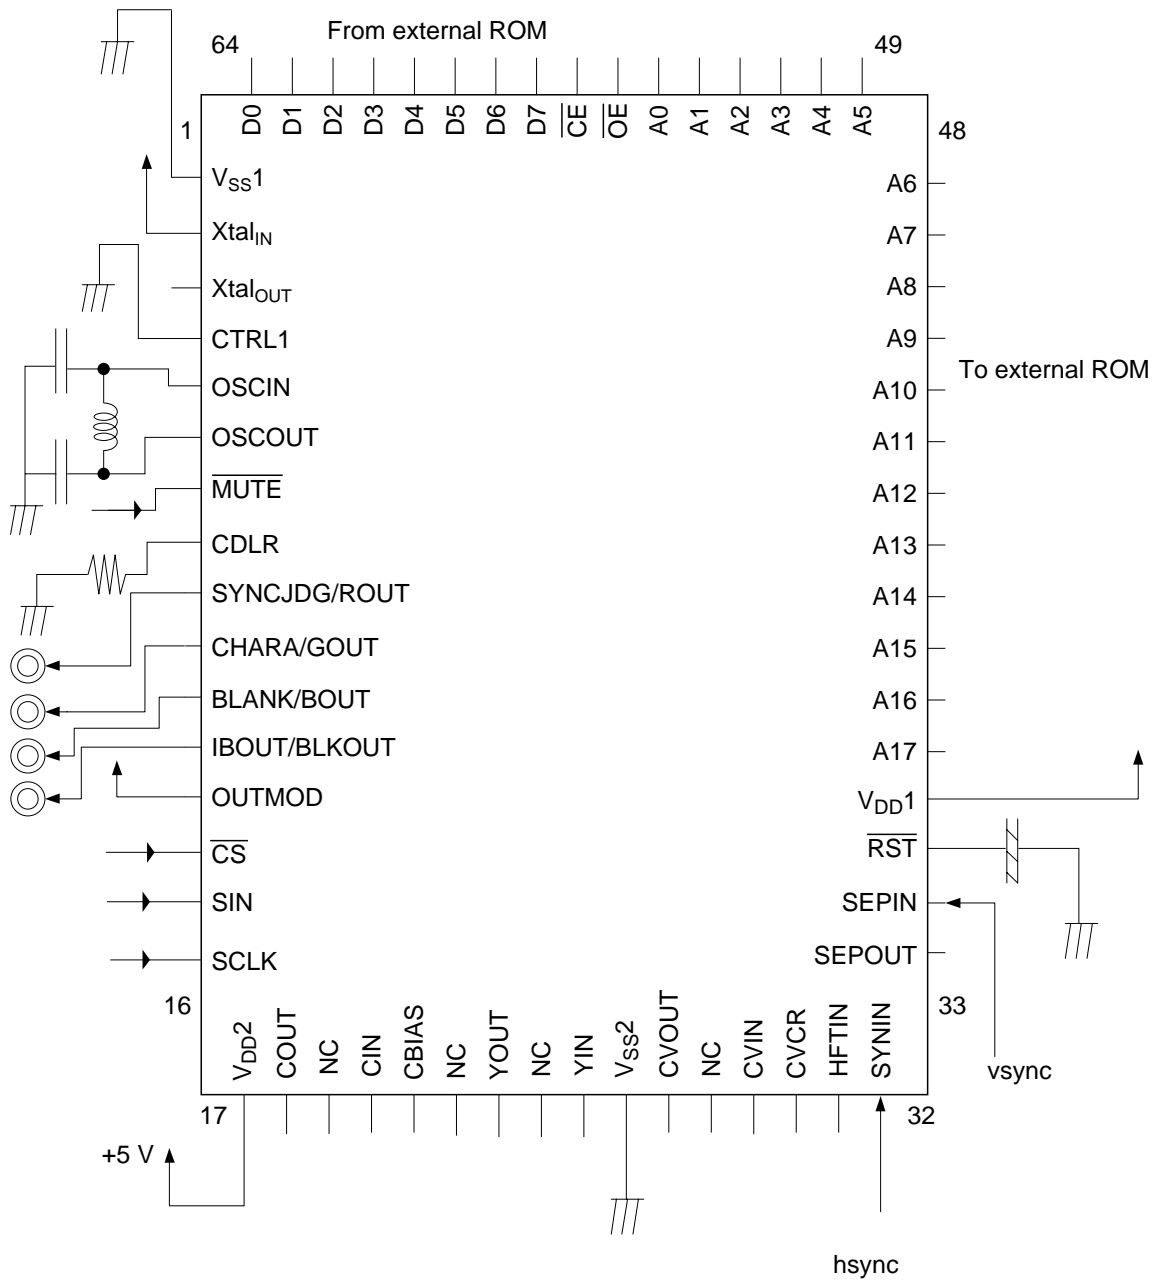 From external ROM
64
49
D0
D1
D2
D3
D4
D5
D6
D7
CE
OE
A0
A1
A2
A3
A4
A5
1
48
VSS1
XtalIN
XtalOUT
CTRL1
OSCIN
OSCOUT
MUTE
CDLR
SYNCJDG/ROUT
CHARA/GOUT
BLANK/BOUT
IBOUT/BLKOUT
OUTMOD
CS
SIN
SCLK
A6
A7
A8
A9
A10
A11
A12
A13
A14
A15
A16
A17
VDD1
RST
SEPIN
SEPOUT
To external ROM
16
33
VDD2
COUT
NC
CIN
CBIAS
NC
YOUT
NC
YIN
VSS2
CVOUT
NC
CVIN
CVCR
HFTIN
SYNIN
vsync
17
32
+5 V
hsync